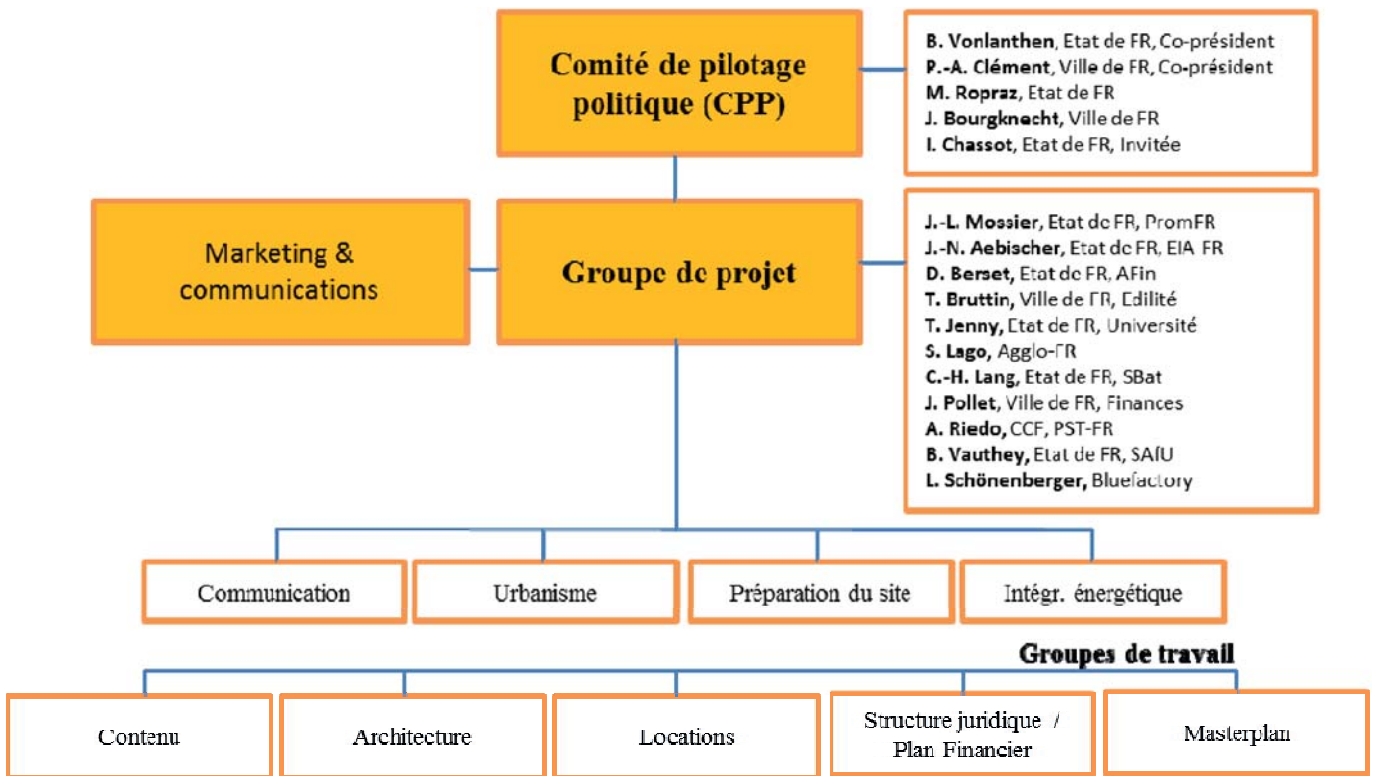 Comité de pilotage
politique (CPP)
B. Vonlanthen, Etat de FR, Co-président
P.-A. Clément, Ville de FR, Co-président
M. Ropraz, Etat de FR
J. Bourgknecht, Ville de FR
I. Chassot, Etat de FR, Invitée
Marketing &
communications
Groupe de projet
J.-L. Mossier, Etat de FR, PromFR
J.-N. Aebischer, Etat de FR, EIA-FR
D. Berset, Etat de FR, AFin
T. Bruttin, Ville de FR, Edilité
T. Jenny, Etat de FR, Université
S. Lago, Agglo-FR
C.-H. Lang, Etat de FR, SBat
J. Pollet, Ville de FR, Finances
A. Riedo, CCF, PST-FR
B. Vauthey, Etat de FR, SAfU
L. Schönenberger, Bluefactory
Communication
Urbanisme
Préparation du site
Intégr. énergétique
Groupes de travail
Contenu
Architecture
Locations
Structure juridique /
Plan Financier
Masterplan